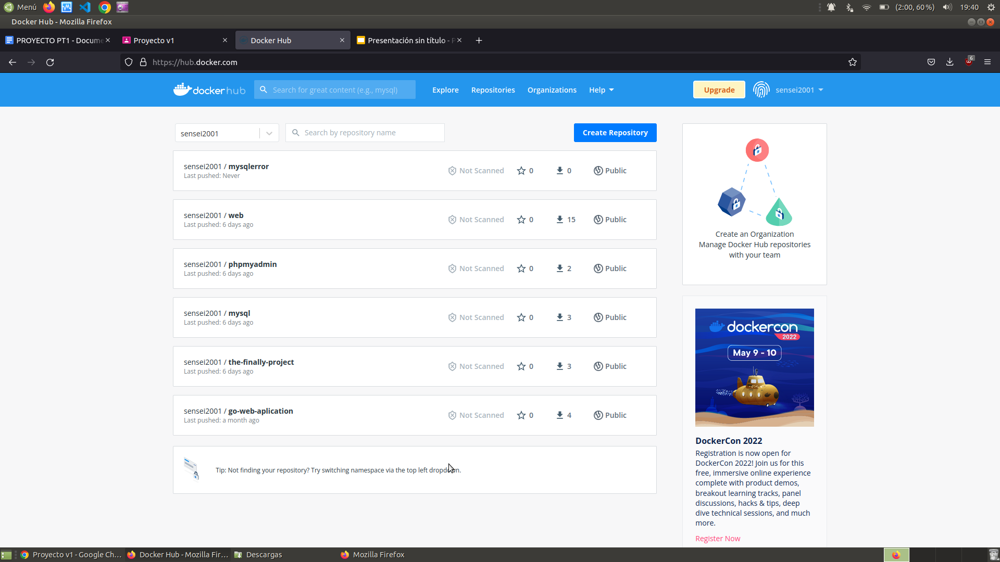 Menú
(2:00, 60 %)
19:40
Docker Hub - Mozilla Firefox
PROYECTO PT1 - Docume
Proyecto v1
Docker Hub
Presentación sin título - P
https://hub.docker.com
6
docker hub
Search for great content (e.g., mysql)
Explore
Repositories
Organizations
Help
Upgrade
sensei2001
sensei2001
Search by repository name
Create Repository
sensei2001 / mysqlerror
Last pushed: Never
Not Scanned
0
0
Public
sensei2001 / web
Last pushed: 6 days ago
Not Scanned
0
15
Public
sensei2001 / phpmyadmin
Last pushed: 6 days ago
Not Scanned
0
2
Public
sensei2001 / mysql
Last pushed: 6 days ago
Not Scanned
0
3
Public
sensei2001 / the-finally-project
Last pushed: 6 days ago
Not Scanned
0
3
Public
sensei2001 / go-web-aplication
Last pushed: a month ago
Not Scanned
0
4
Public
Tip: Not finding your repository? Try switching namespace via the top left dropdown.
Create an Organization
Manage Docker Hub repositories
with your team
dockercon
2022
May 9 - 10
DockerCon 2022
Registration is now open for
DockerCon 2022! Join us for this
free, immersive online experience
complete with product demos,
breakout learning tracks, panel
discussions, hacks & tips, deep
dive technical sessions, and much
more.
Register Now
Proyecto v1 - Google Ch...
Docker Hub - Mozilla Fir...
Descargas
Mozilla Firefox